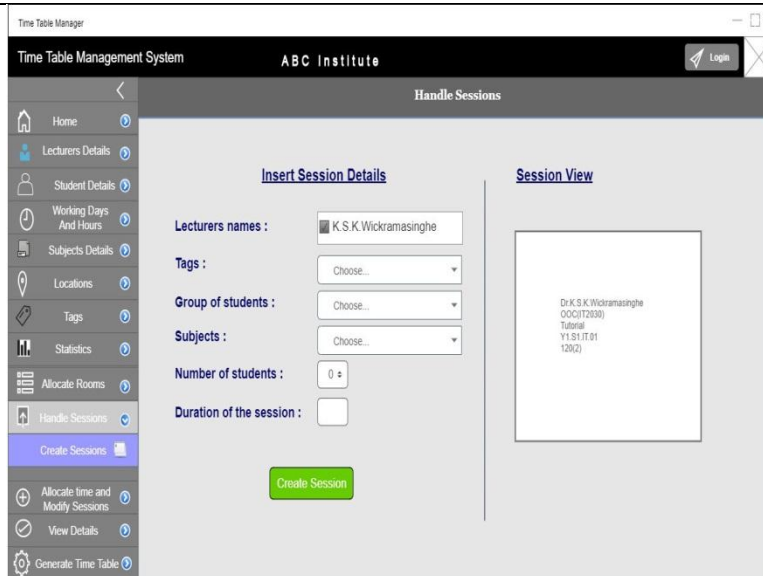 Time Table Manager
Time Table Management System
ABC Institute
Login
Handle Sessions
Home
Lecturers Details
Student Details
Working Days
And Hours
Subjects Details
Locations
Tags
Statistics
Allocate Rooms
Handle Sessions
Create Sessions
Allocate time and
Modify Sessions
View Details
Generate Time Table
Insert Session Details
Lecturers names :
K.S.K.Wickramasinghe
Tags :
Choose...
Group of students :
Choose...
Subjects :
Choose...
Number of students :
0
Duration of the session :
Create Session
Session View
Dr.K.S.K.Wickramasinghe
OOC(IT2030)
Tutorial
Y1.S1.IT.01
120(2)